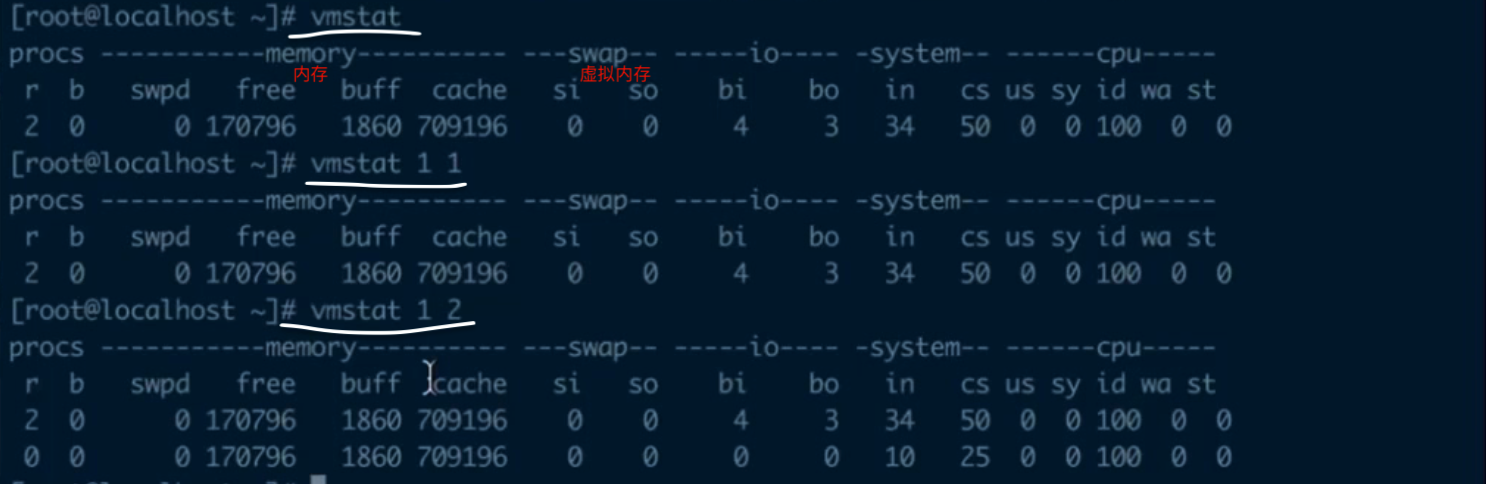 [root@localhost ~]# vmstat
procs -----------memory---------- ---swap-- -----io---- -system-- ------cpu-----
内存 虚拟内存
r b swpd free buff cache si so bi bo in cs us sy id wa st
2 0 0 170796 1860 709196 0 0 4 3 34 50 0 0 100 0 0
[root@localhost ~]# vmstat 1 1
procs -----------memory---------- ---swap-- -----io---- -system-- ------cpu-----
r b swpd free buff cache si so bi bo in cs us sy id wa st
2 0 0 170796 1860 709196 0 0 4 3 34 50 0 0 100 0 0
[root@localhost ~]# vmstat 1 2
procs -----------memory---------- ---swap-- -----io---- -system-- ------cpu-----
r b swpd free buff cache si so bi bo in cs us sy id wa st
2 0 0 170796 1860 709196 0 0 4 3 34 50 0 0 100 0 0
0 0 0 170796 1860 709196 0 0 0 0 10 25 0 0 100 0 0